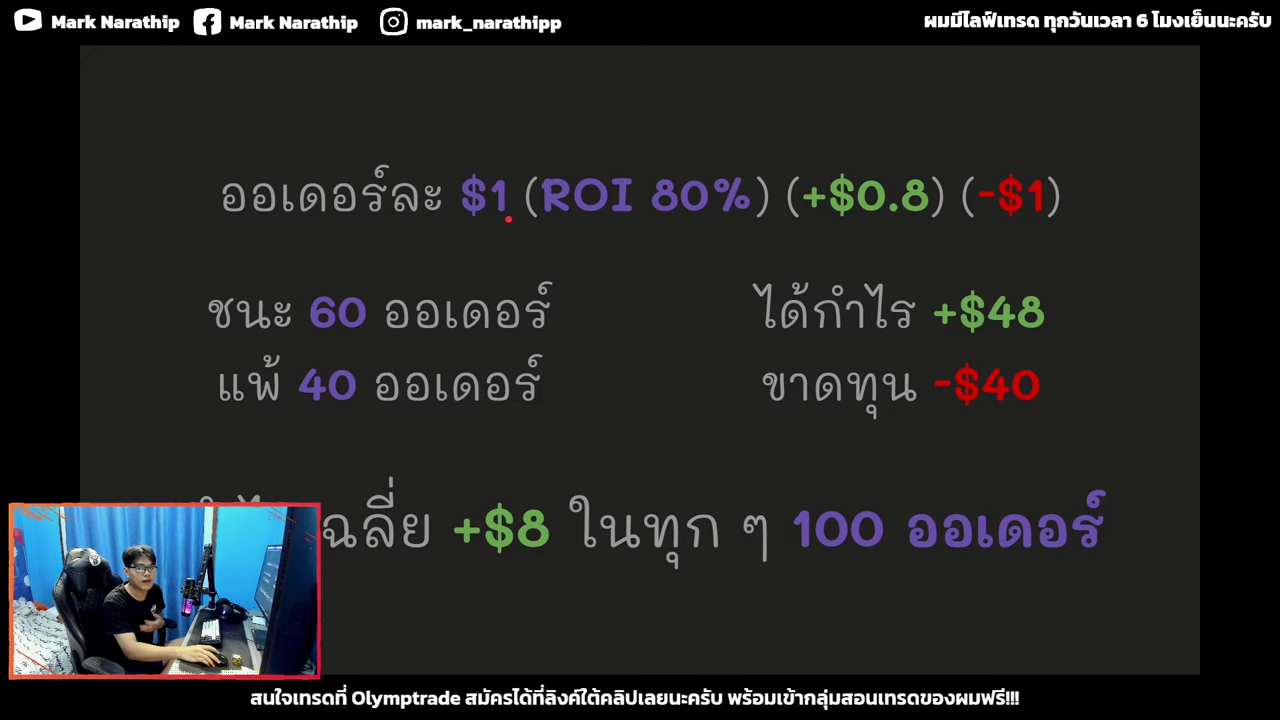 Mark Narathip Mark Narathip mark_narathipp
ผมมีไลฟ์เทรด ทุกวันเวลา 6 โมงเย็นนะครับ
ออเดอร์ละ $1 (ROI 80%) (+$0.8) (-$1)
ชนะ 60 ออเดอร์
ได้กำไร +$48
แพ้ 40 ออเดอร์
ขาดทุน -$40
+$8 ในทุก ๆ 100 ออเดอร์
สนใจเทรดที่ Olymptrade สมัครได้ที่ลิงค์ใต้คลิปเลยนะครับ พร้อมเข้ากลุ่มสอนเทรดของผมฟรี!!!